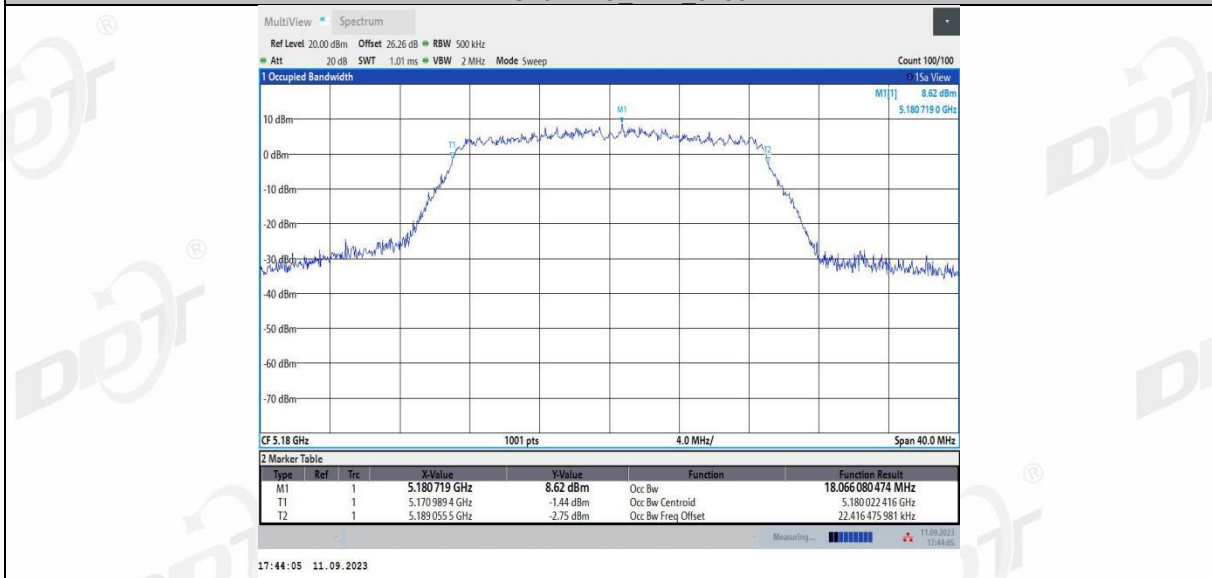 MultiView Spectrum
Ref Level 20.00 dBm Offset 26.26 dB RBW 500 kHz
Att 20 dB SWT 1.01 ms VBW 2 MHz Mode Sweep Count 100/100
1 Occupied Bandwidth 1Sa View
M1[1] 8.62 dBm
5.180 719 0 GHz
M1
10 dBm
T1
T2
0 dBm
-10 dBm
-20 dBm
-30 dBm
-40 dBm
-50 dBm
-60 dBm
-70 dBm
CF 5.18 GHz 1001 pts 4.0 MHz/ Span 40.0 MHz
2 Marker Table
Type Ref Trc X-Value Y-Value Function Function Result
M1 1 5.180719 GHz 8.62 dBm Occ Bw 18.066 080 474 MHz
T1 1 5.170 989 4 GHz -1.44 dBm Occ Bw Centroid 5.180 022 416 GHz
T2 1 5.189 055 5 GHz -2.75 dBm Occ Bw Freq Offset 22.416 475 981 kHz
Measuring... 11.09.2023
17:44:05
17:44:05 11.09.2023
DDT ®